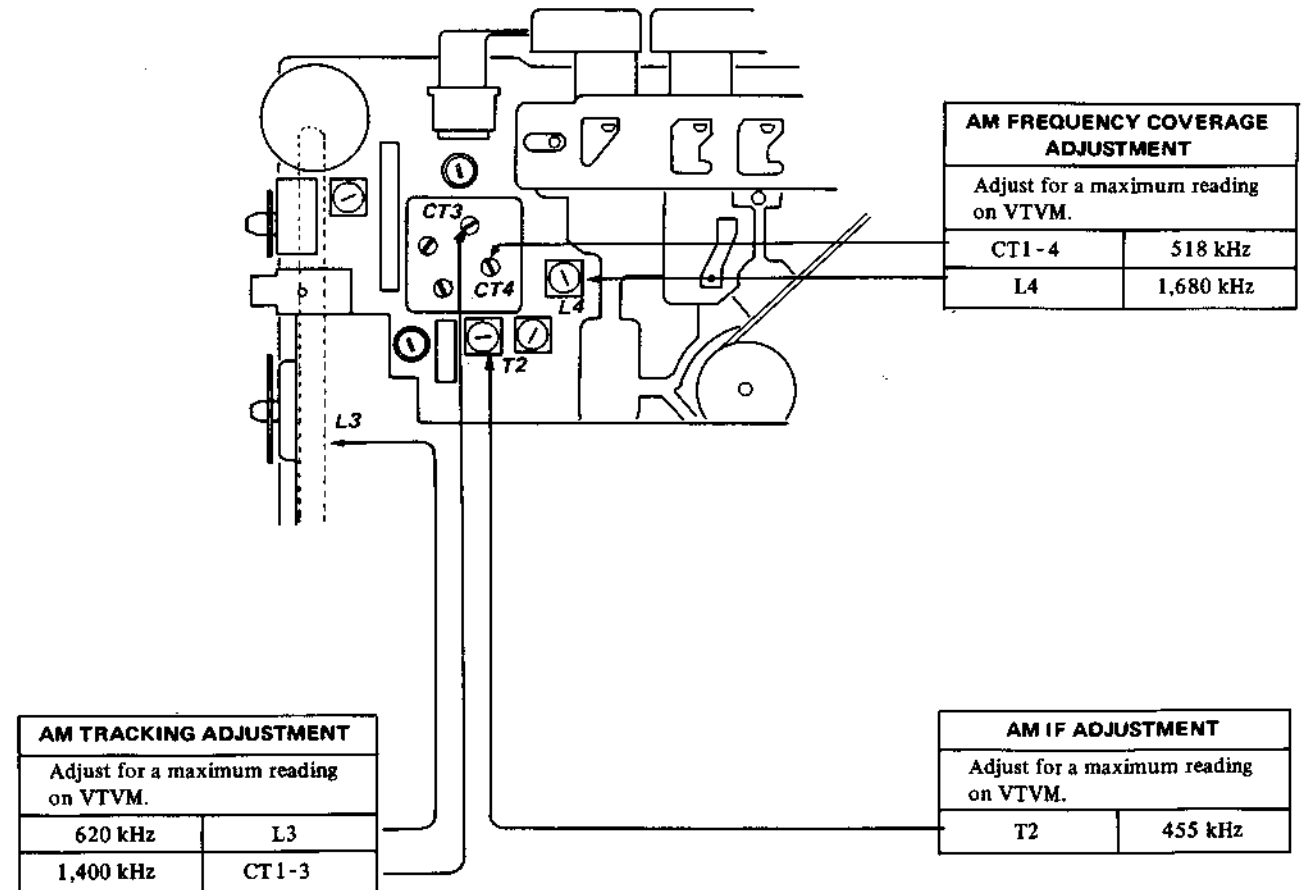 CT3
CT4
L4
T2
L3
AM FREQUENCY COVERAGE
ADJUSTMENT
Adjust for a maximum reading
on VTVM.
CT1-4 518 kHz
L4 1,680 kHz
AM TRACKING ADJUSTMENT
Adjust for a maximum reading
on VTVM.
620 kHz L3
1,400 kHz CT1-3
AM IF ADJUSTMENT
Adjust for a maximum reading
on VTVM.
T2 455 kHz